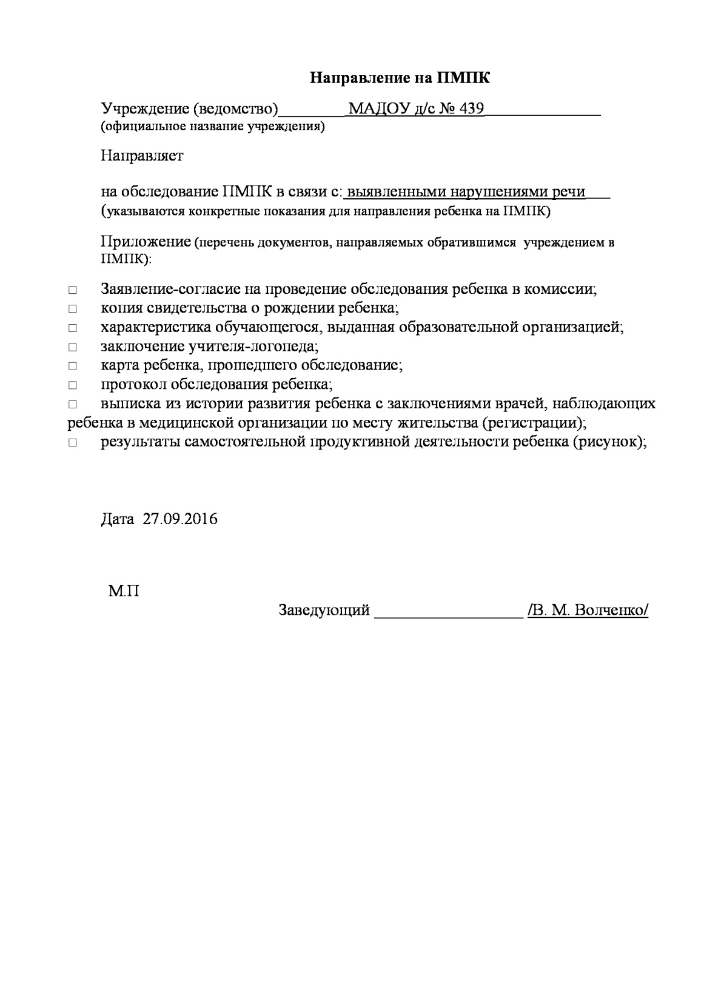 Направление на ПМПК
Учреждение (ведомство)________ МАДОУ д/с № 439______________
(официальное название учреждения)
Направляет
на обследование ПМПК в связи с: выявленными нарушениями речи___
(указываются конкретные показания для направления ребенка на ПМПК)
Приложение (перечень документов, направляемых обратившимся учреждением в
ПМПК):
□ Заявление-согласие на проведение обследования ребенка в комиссии;
□ копия свидетельства о рождении ребенка;
□ характеристика обучающегося, выданная образовательной организацией;
□ заключение учителя-логопеда;
□ карта ребенка, прошедшего обследование;
□ протокол обследования ребенка;
□ выписка из истории развития ребенка с заключениями врачей, наблюдающих
ребенка в медицинской организации по месту жительства (регистрации);
□ результаты самостоятельной продуктивной деятельности ребенка (рисунок);
Дата 27.09.2016
М.П
Заведующий __________________ /В. М. Волченко/